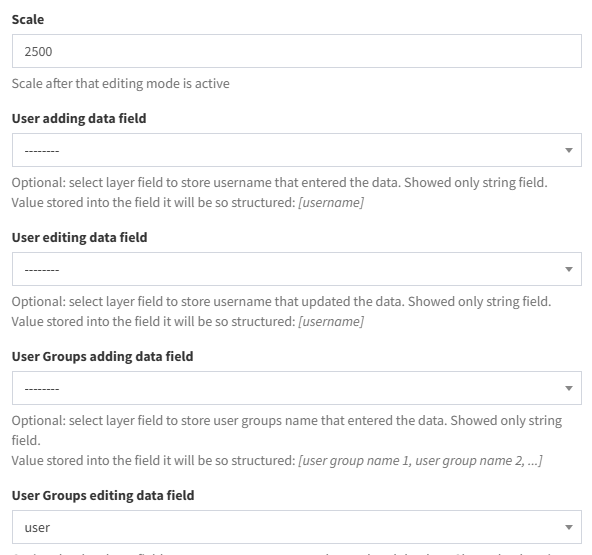 Scale
2500
Scale after that editing mode is active
User adding data field
--------
Optional: select layer field to store username that entered the data. Showed only string field.
Value stored into the field it will be so structured: [username]
User editing data field
--------
Optional: select layer field to store username that updated the data. Showed only string field.
Value stored into the field it will be so structured: [username]
User Groups adding data field
--------
Optional: select layer field to store user groups name that entered the data. Showed only string
field.
Value stored into the field it will be so structured: [user group name 1, user group name 2, ...]
User Groups editing data field
user